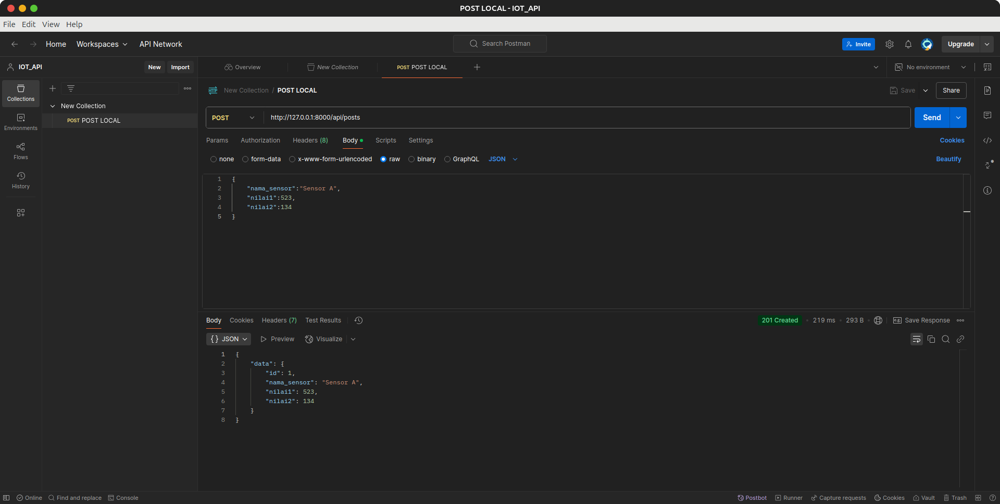 POST LOCAL - IOT_API
File Edit View Help
Home Workspaces API Network Search Postman Invite Upgrade
IOT_API New Import Overview New Collection POST POST LOCAL No environment
Collections
Environments
Flows
History
New Collection
POST POST LOCAL
HTTP New Collection / POST LOCAL Save Share
POST http://127.0.0.1:8000/api/posts Send
Params Authorization Headers (8) Body Scripts Settings Cookies
none form-data x-www-form-urlencoded raw binary GraphQL JSON Beautify
1 {
2 "nama_sensor":"Sensor A",
3 "nilai1":523,
4 "nilai2":134
5 }
Body Cookies Headers (7) Test Results 201 Created • 219 ms • 293 B • e.g. Save Response
{} JSON Preview Visualize
1 {
2 "data": {
3 "id": 1,
4 "nama_sensor": "Sensor A",
5 "nilai1": 523,
6 "nilai2": 134
7 }
8 }
Online Find and replace Console Postbot Runner Capture requests Cookies Vault Trash